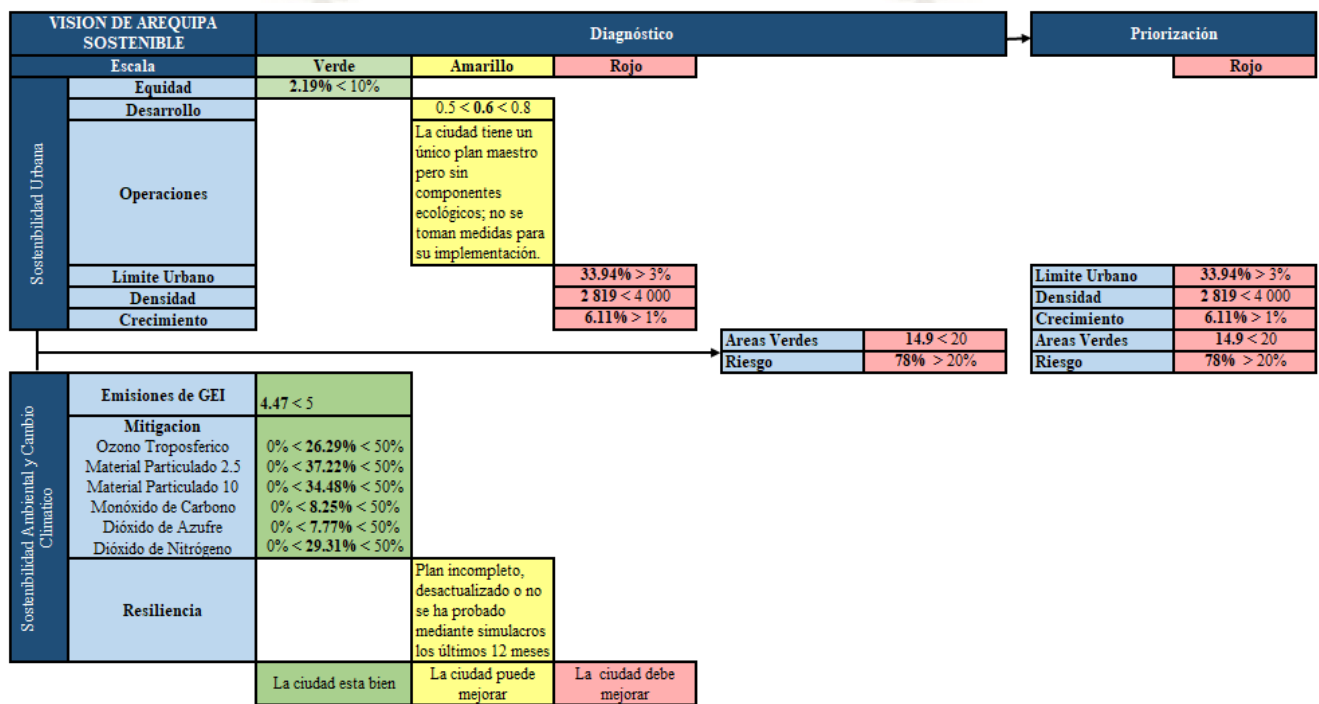 VISION DE AREQUIPA
SOSTENIBLE
Diagnóstico
Priorización
Escala
Verde
Amarillo
Rojo
Rojo
Sostenibilidad Urbana
Equidad
2.19% < 10%
Desarrollo
0.5 < 0.6 < 0.8
Operaciones
La ciudad tiene un
único plan maestro
pero sin
componentes
ecológicos; no se
toman medidas para
su implementación.
Límite Urbano
33.94% > 3%
Limite Urbano
33.94% > 3%
Densidad
2 819 < 4 000
Densidad
2 819 < 4 000
Crecimiento
6.11% > 1%
Crecimiento
6.11% > 1%
Areas Verdes
14.9 < 20
Areas Verdes
14.9 < 20
Riesgo
78% > 20%
Riesgo
78% > 20%
Sostenibilidad Ambiental y Cambio
Climatico
Emisiones de GEI
4.47 < 5
Mitigacion
Ozono Troposferico
0% < 26.29% < 50%
Material Particulado 2.5
0% < 37.22% < 50%
Material Particulado 10
0% < 34.48% < 50%
Monóxido de Carbono
0% < 8.25% < 50%
Dióxido de Azufre
0% < 7.77% < 50%
Dióxido de Nitrógeno
0% < 29.31% < 50%
Resiliencia
Plan incompleto,
desactualizado o no
se ha probado
mediante simulacros
los últimos 12 meses
La ciudad esta bien
La ciudad puede
mejorar
La ciudad debe
mejorar